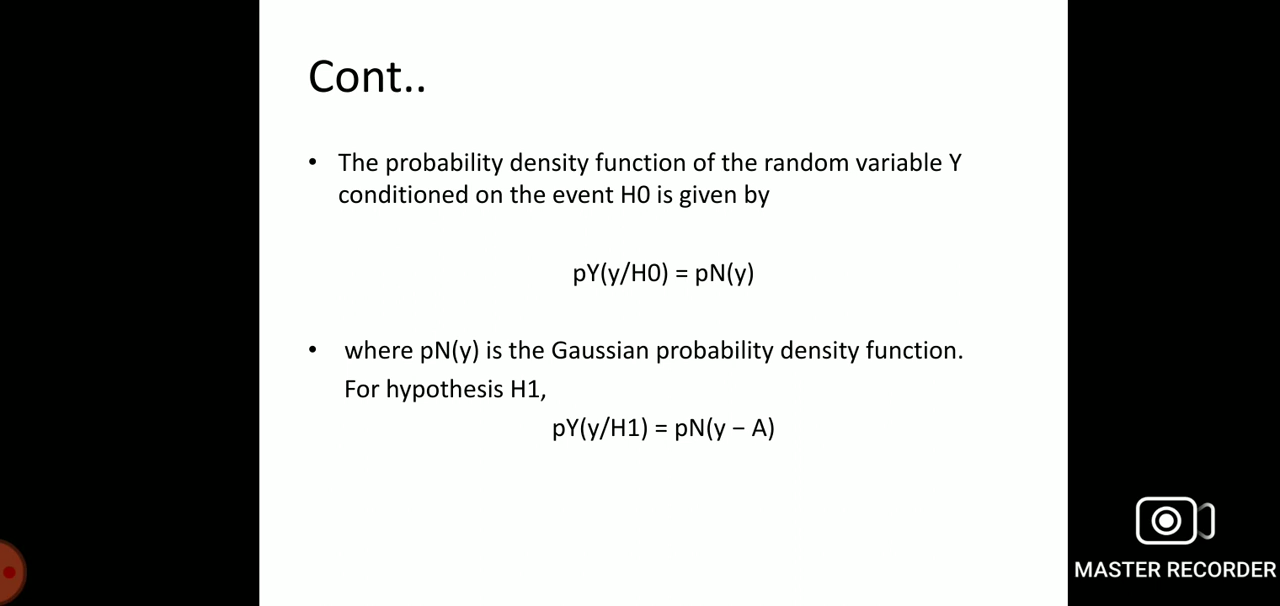 Cont..
• The probability density function of the random variable Y
conditioned on the event H0 is given by
pY(y/H0) = pN(y)
• where pN(y) is the Gaussian probability density function.
For hypothesis H1,
pY(y/H1) = pN(y − A)
MASTER RECORDER